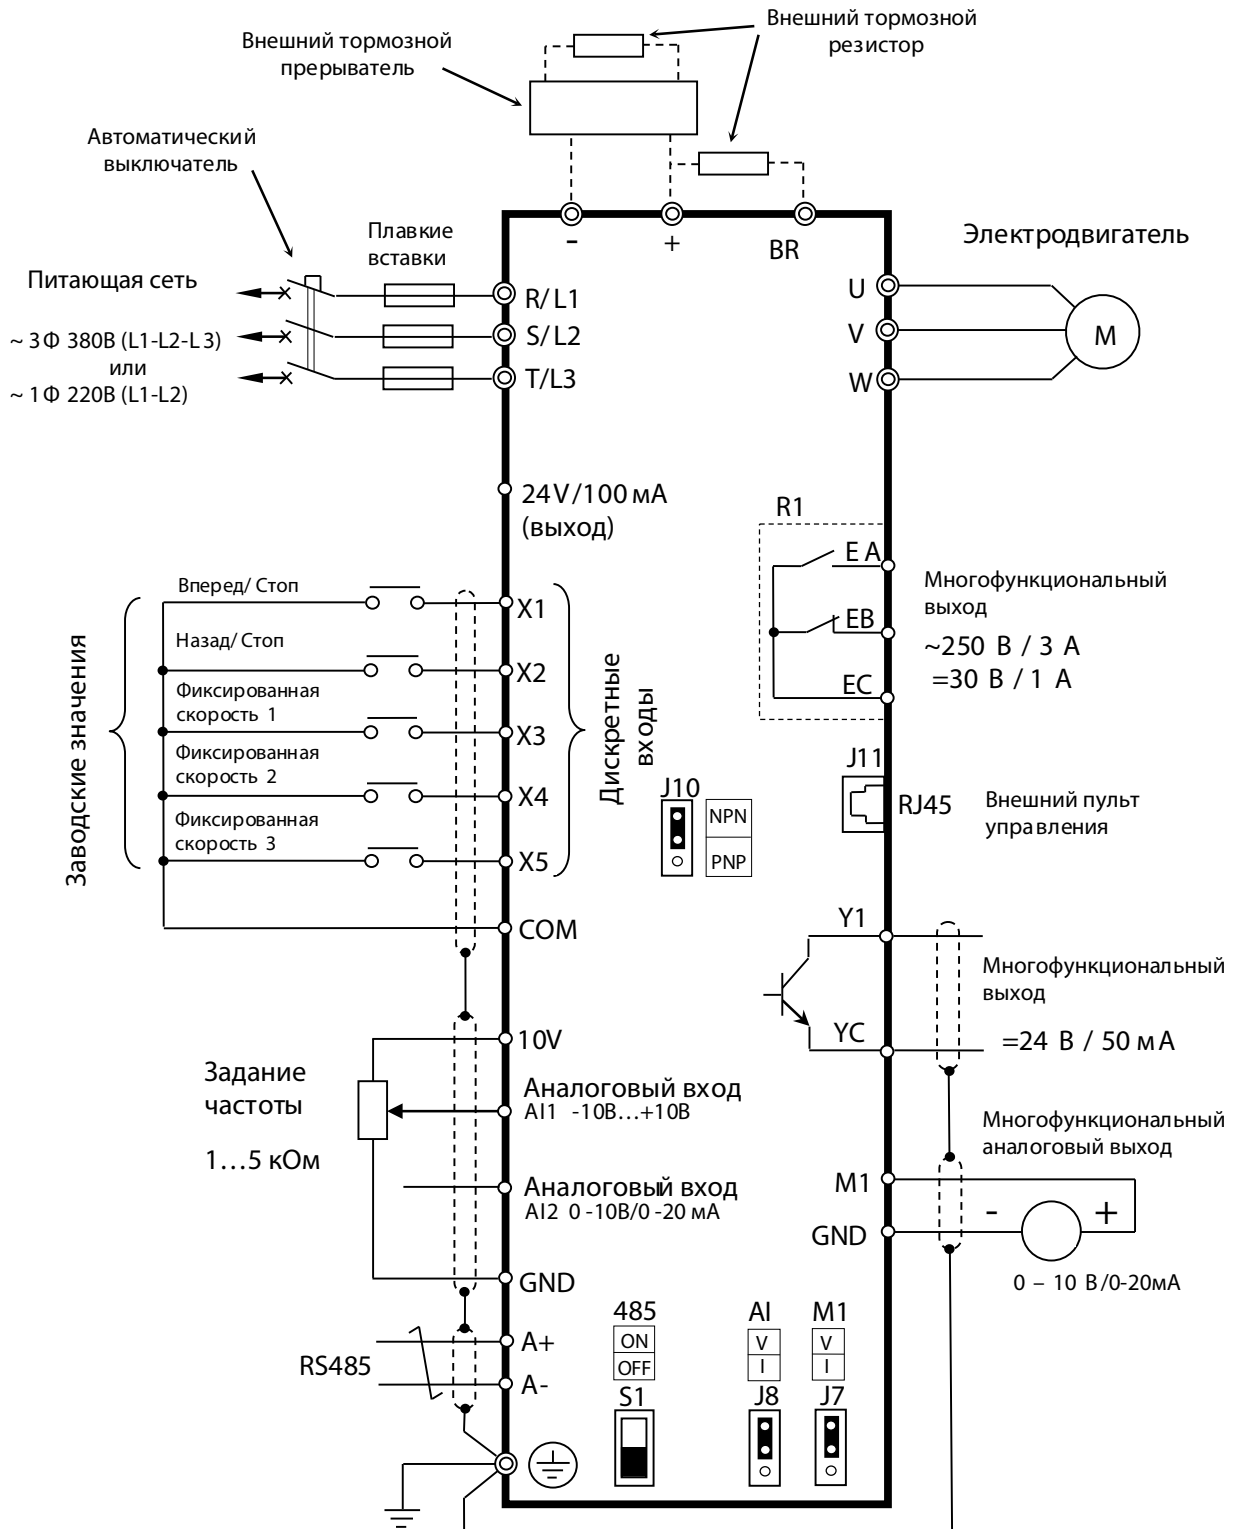 Внешний тормозной
прерыватель
Внешний тормозной
резистор
Автоматический
выключатель
Плавкие
вставки
Питающая сеть
~ 3Ф 380В (L1-L2-L3)
или
~ 1Ф 220В (L1-L2)
-
+
BR
R/L1
S/L2
T/L3
Электродвигатель
U
V
W
M
24V/100 мА
(выход)
R1
EA
EB
EC
Многофункциональный
выход
~250 В / 3 А
=30 В / 1 А
Заводские значения
Вперед/ Стоп
Назад/ Стоп
Фиксированная
скорость 1
Фиксированная
скорость 2
Фиксированная
скорость 3
X1
X2
X3
X4
X5
COM
Дискретные
входы
J10
NPN
PNP
J11
RJ45
Внешний пульт
управления
Y1
YC
Многофункциональный
выход
=24 В / 50 мА
Задание
частоты
1...5 кОм
10V
Аналоговый вход
AI1 -10В...+10В
Аналоговый вход
AI2 0 -10В/0 -20 мА
GND
Многофункциональный
аналоговый выход
M1
GND
-
+
0 – 10 В/0-20мА
RS485
A+
A-
485
ON
OFF
S1
AI
V
I
J8
M1
V
I
J7